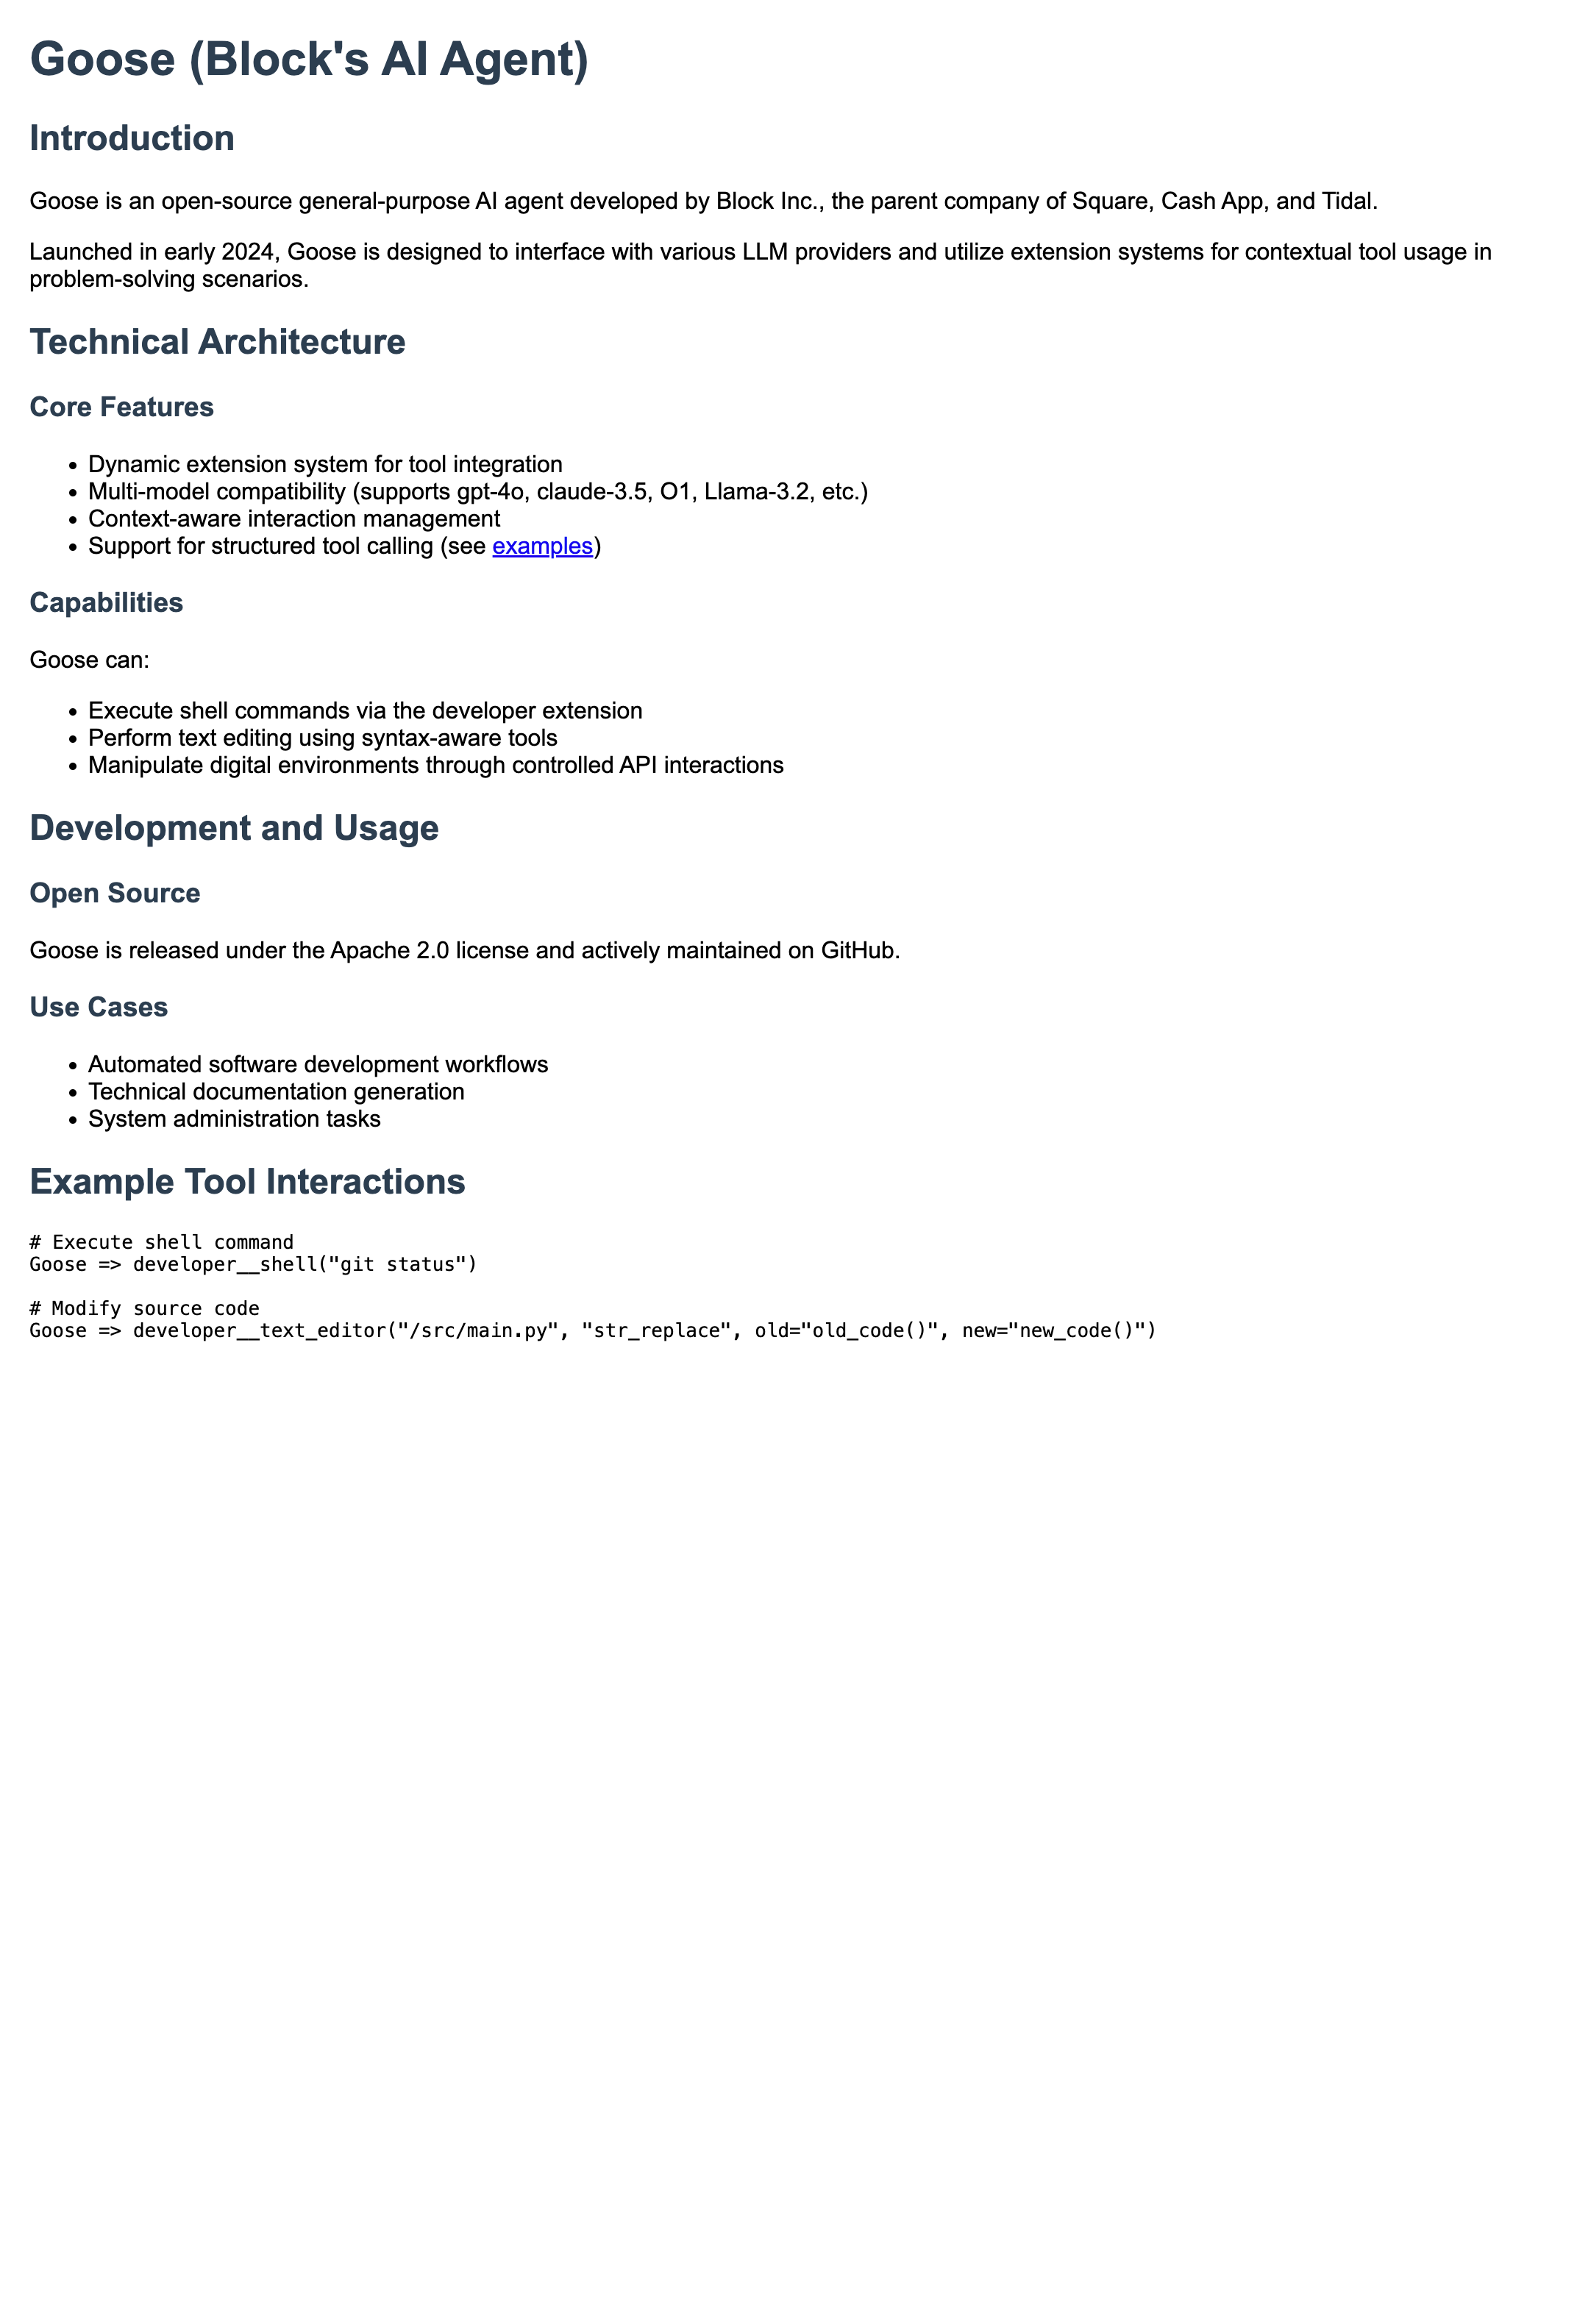 Goose (Block's AI Agent)
Introduction
Goose is an open-source general-purpose AI agent developed by Block Inc., the parent company of Square, Cash App, and Tidal.
Launched in early 2024, Goose is designed to interface with various LLM providers and utilize extension systems for contextual tool usage in
problem-solving scenarios.
Technical Architecture
Core Features
• Dynamic extension system for tool integration
• Multi-model compatibility (supports gpt-4o, claude-3.5, O1, Llama-3.2, etc.)
• Context-aware interaction management
• Support for structured tool calling (see examples)
Capabilities
Goose can:
• Execute shell commands via the developer extension
• Perform text editing using syntax-aware tools
• Manipulate digital environments through controlled API interactions
Development and Usage
Open Source
Goose is released under the Apache 2.0 license and actively maintained on GitHub.
Use Cases
• Automated software development workflows
• Technical documentation generation
• System administration tasks
Example Tool Interactions
# Execute shell command
Goose => developer__shell("git status")
# Modify source code
Goose => developer__text_editor("/src/main.py", "str_replace", old="old_code()", new="new_code()")